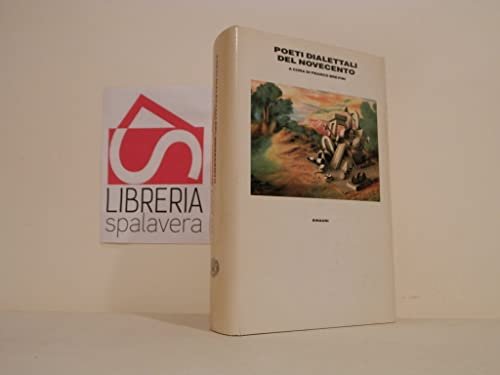 POETI DIALETTALI
DEL NOVECENTO
A CURA DI FRANCO BREVINI
EINAUDI
LIBRERIA
spalavera